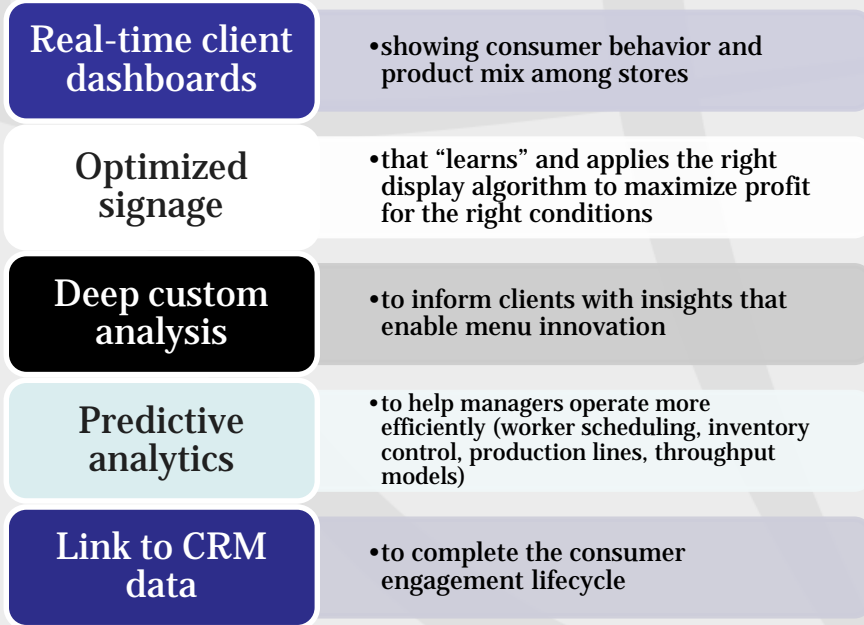 Real-time client
dashboards
•showing consumer behavior and
product mix among stores
Optimized
signage
•that “learns” and applies the right
display algorithm to maximize profit
for the right conditions
Deep custom
analysis
•to inform clients with insights that
enable menu innovation
Predictive
analytics
•to help managers operate more
efficiently (worker scheduling, inventory
control, production lines, throughput
models)
Link to CRM
data
•to complete the consumer
engagement lifecycle